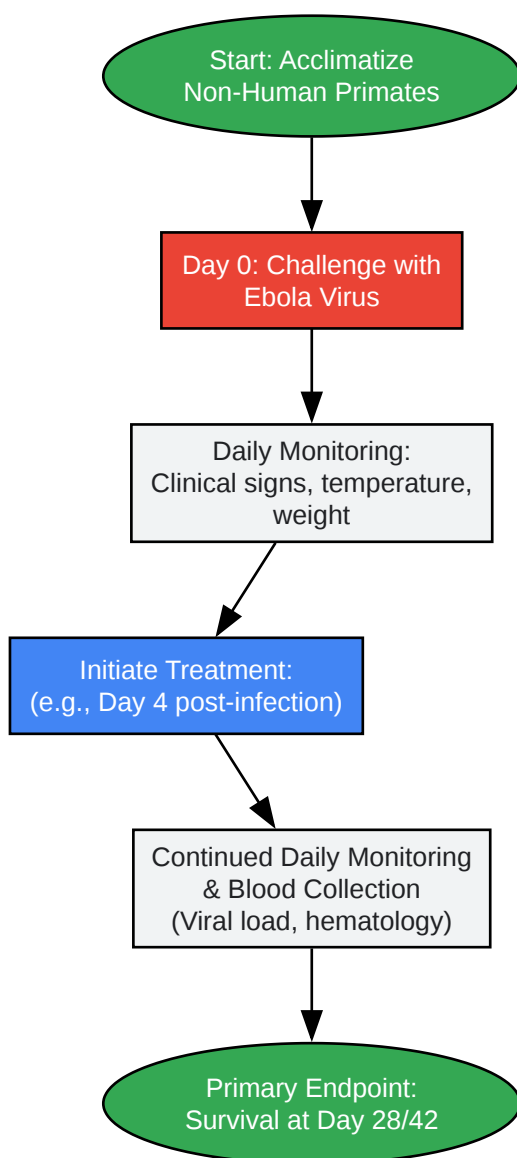 Start: Acclimatize
Non-Human Primates
Day 0: Challenge with
Ebola Virus
Daily Monitoring:
Clinical signs, temperature,
weight
Initiate Treatment:
(e.g., Day 4 post-infection)
Continued Daily Monitoring
& Blood Collection
(Viral load, hematology)
Primary Endpoint:
Survival at Day 28/42